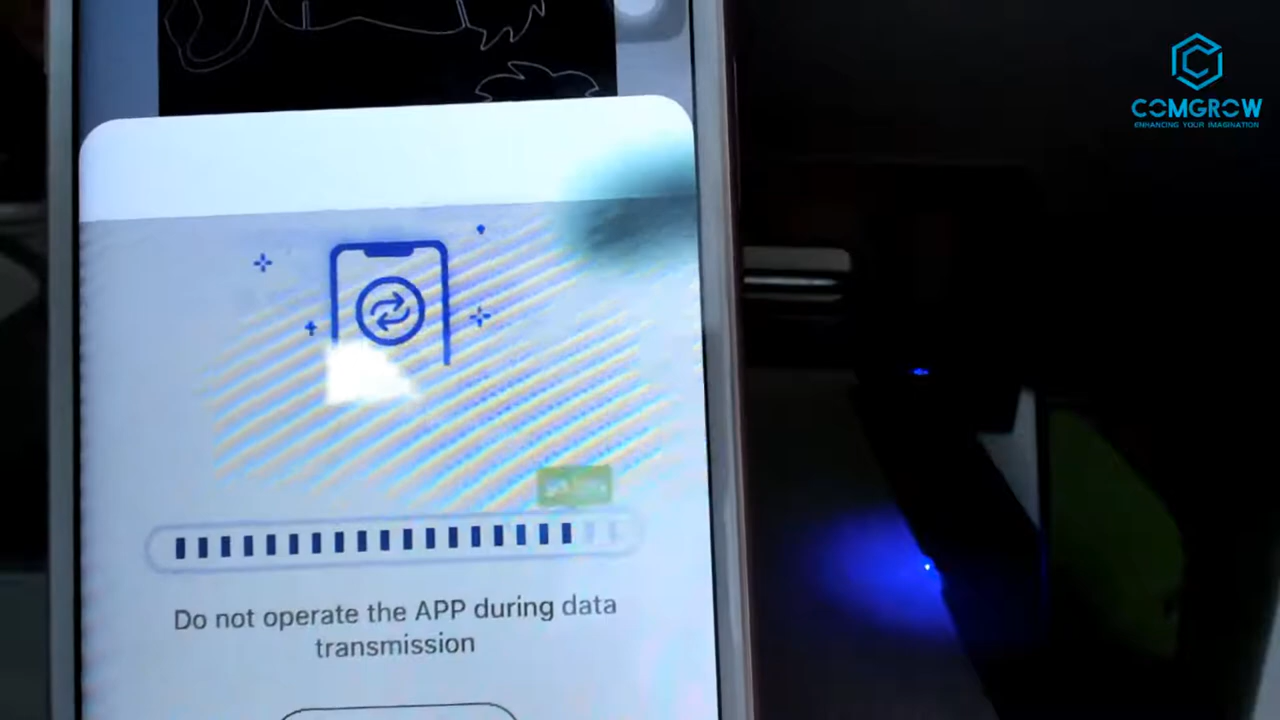 COMGROW
ENHANCING YOUR IMAGINATION
Do not operate the APP during data
transmission